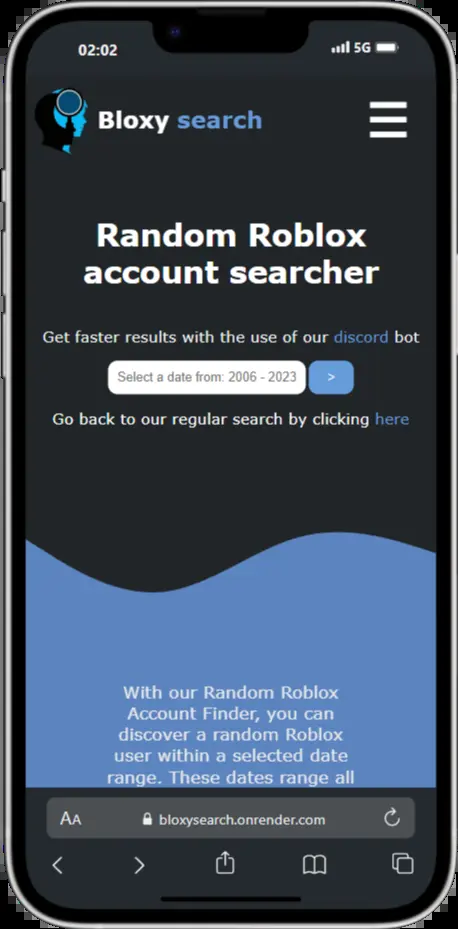 02:02
5G
Bloxy search
Random Roblox
account searcher
Get faster results with the use of our discord bot
Select a date from: 2006 - 2023
>
Go back to our regular search by clicking here
With our Random Roblox
Account Finder, you can
discover a random Roblox
user within a selected date
range. These dates range all
AA
bloxysearch.onrender.com